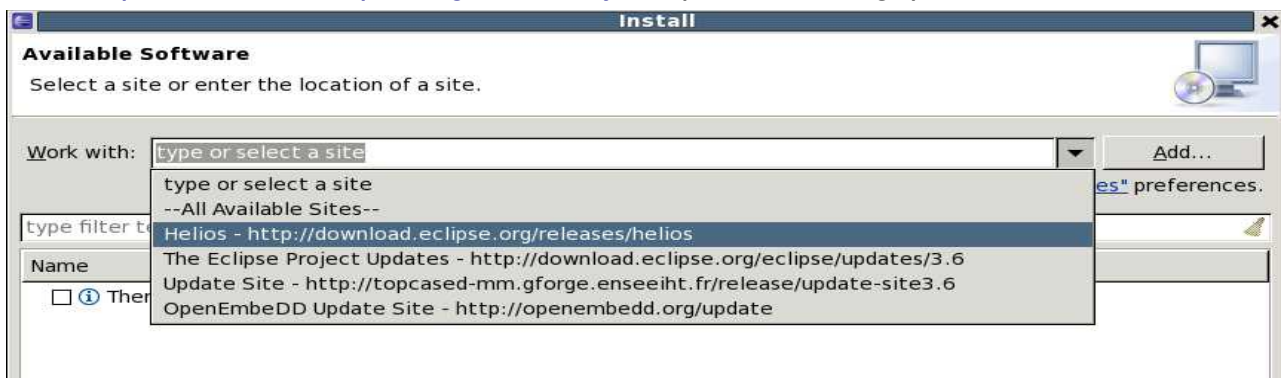 Install
Available Software
Select a site or enter the location of a site.
Work with: type or select a site Add...
type or select a site
es" preferences.
--All Available Sites--
type filter te
Helios - http://download.eclipse.org/releases/helios
Name
The Eclipse Project Updates - http://download.eclipse.org/eclipse/updates/3.6
Update Site - http://topcased-mm.gforge.enseeiht.fr/release/update-site3.6
Ther
OpenEmbeDD Update Site - http://openembedd.org/update